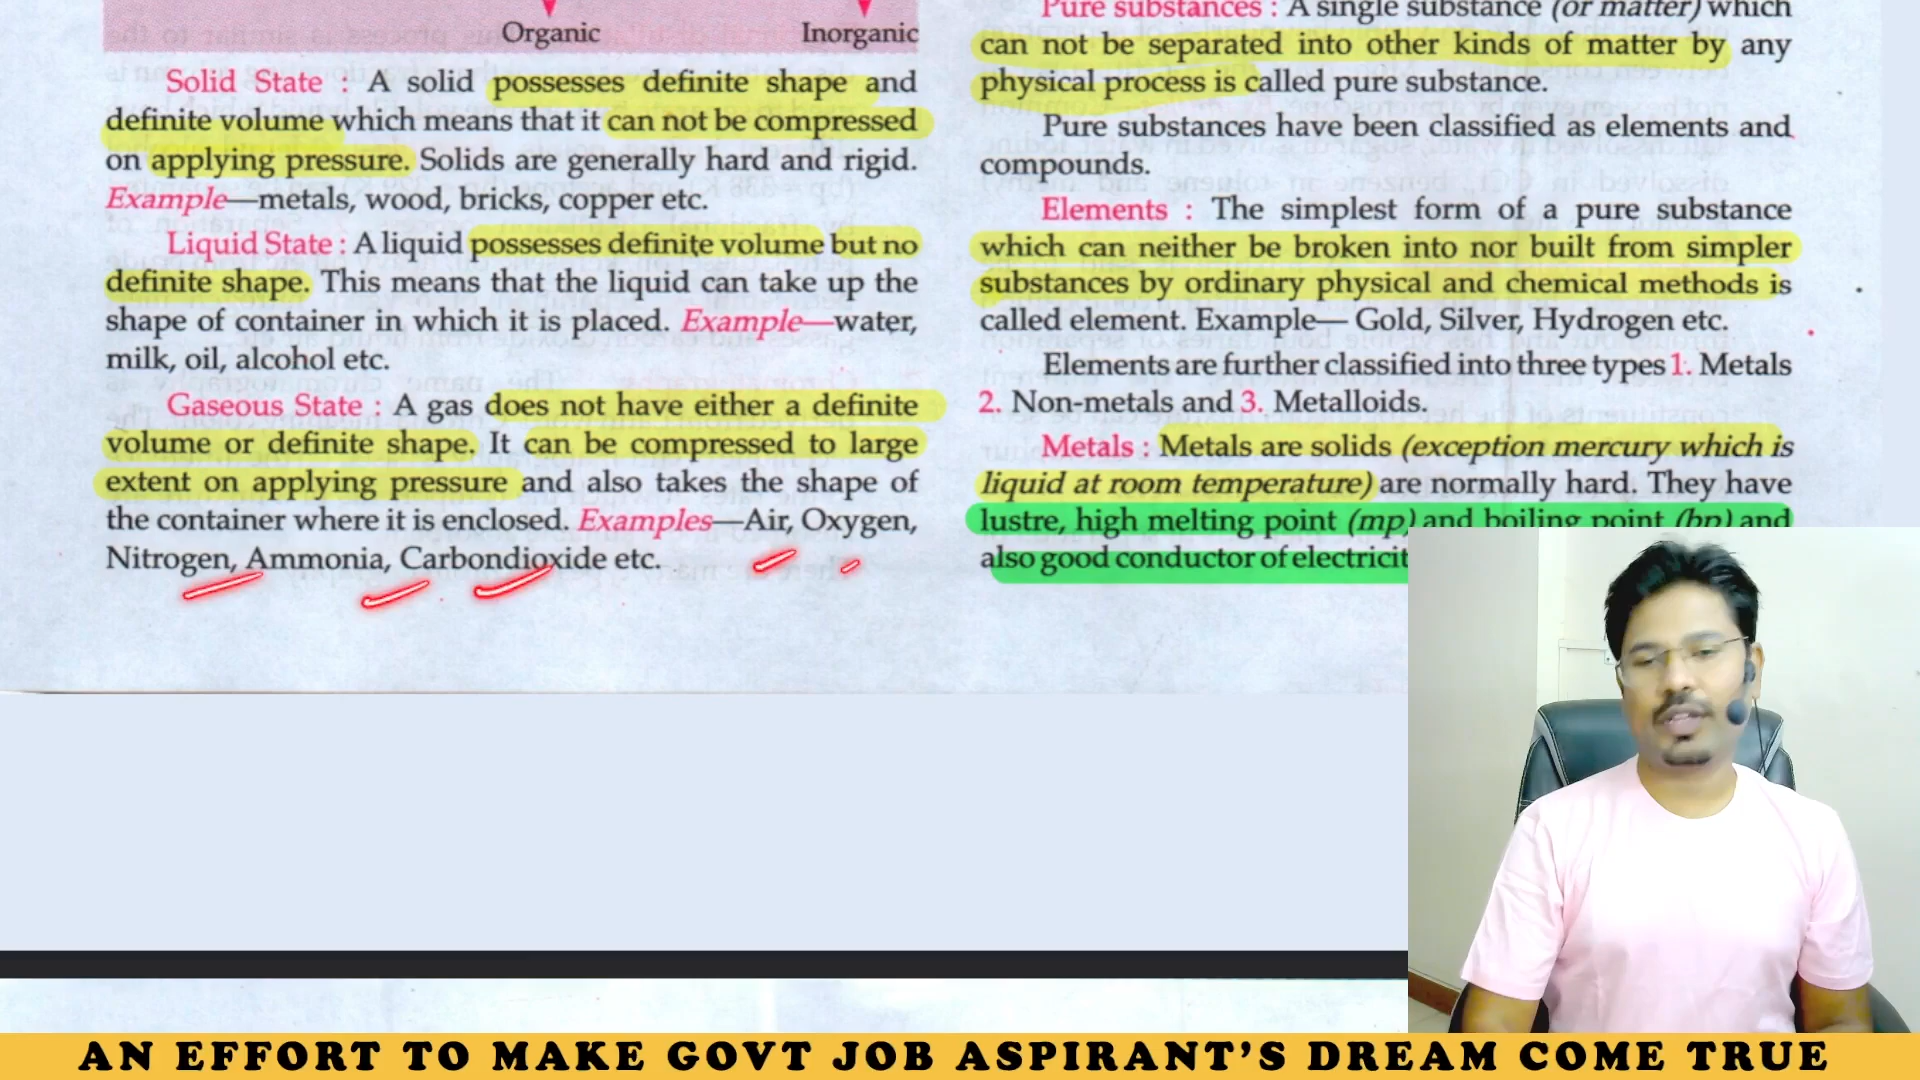 Organic Inorganic
Solid State : A solid possesses definite shape and
definite volume which means that it can not be compressed
on applying pressure. Solids are generally hard and rigid.
Example—metals, wood, bricks, copper etc.
Liquid State : A liquid possesses definite volume but no
definite shape. This means that the liquid can take up the
shape of container in which it is placed. Example—water,
milk, oil, alcohol etc.
Gaseous State : A gas does not have either a definite
volume or definite shape. It can be compressed to large
extent on applying pressure and also takes the shape of
the container where it is enclosed. Examples—Air, Oxygen,
Nitrogen, Ammonia, Carbondioxide etc.
Pure substances : A single substance (or matter) which
can not be separated into other kinds of matter by any
physical process is called pure substance.
Pure substances have been classified as elements and
compounds.
Elements : The simplest form of a pure substance
which can neither be broken into nor built from simpler
substances by ordinary physical and chemical methods is
called element. Example— Gold, Silver, Hydrogen etc.
Elements are further classified into three types 1. Metals
2. Non-metals and 3. Metalloids.
Metals : Metals are solids (exception mercury which is
liquid at room temperature) are normally hard. They have
lustre, high melting point (mp) and boiling point (bp) and
also good conductor of
AN EFFORT TO MAKE GOVT JOB ASPIRANT'S DREAM COME TRUE